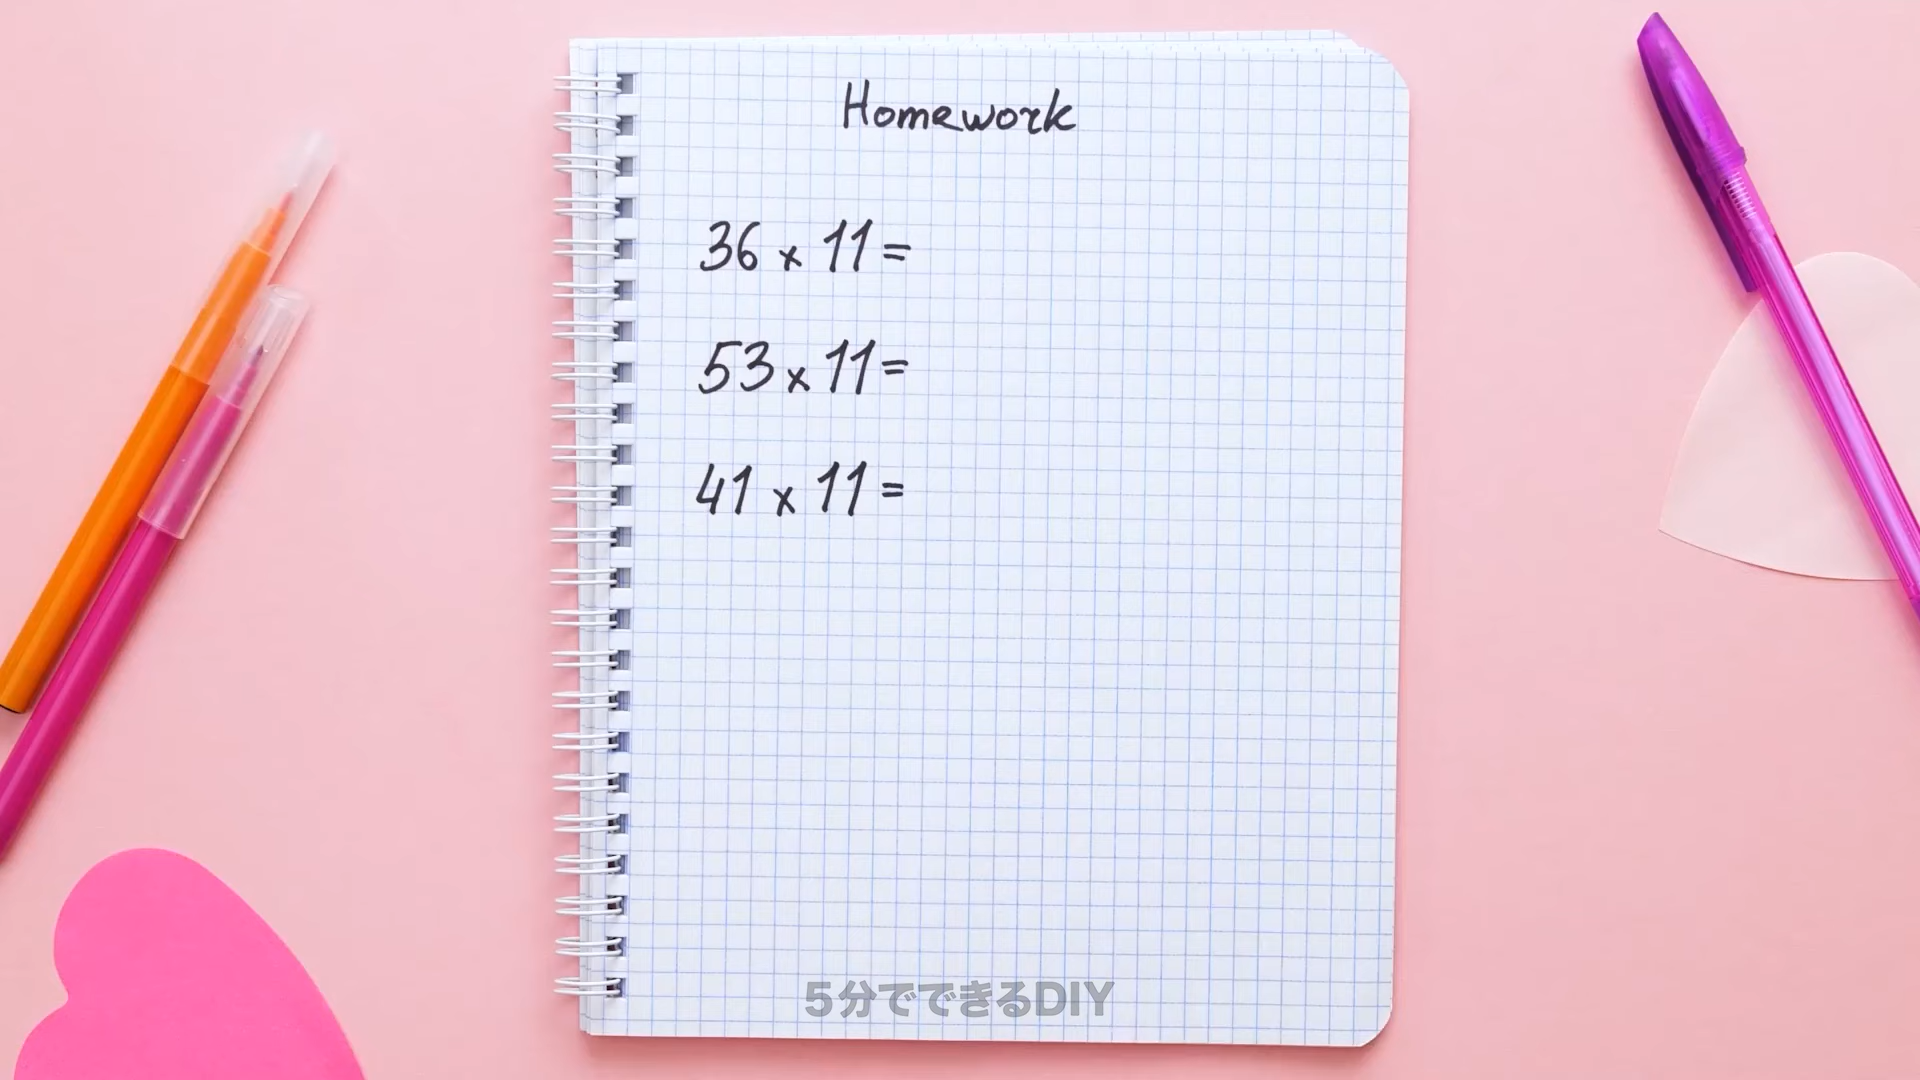 Homework
36 x 11 =
53 x 11 =
41 x 11 =
5分でできるDIY